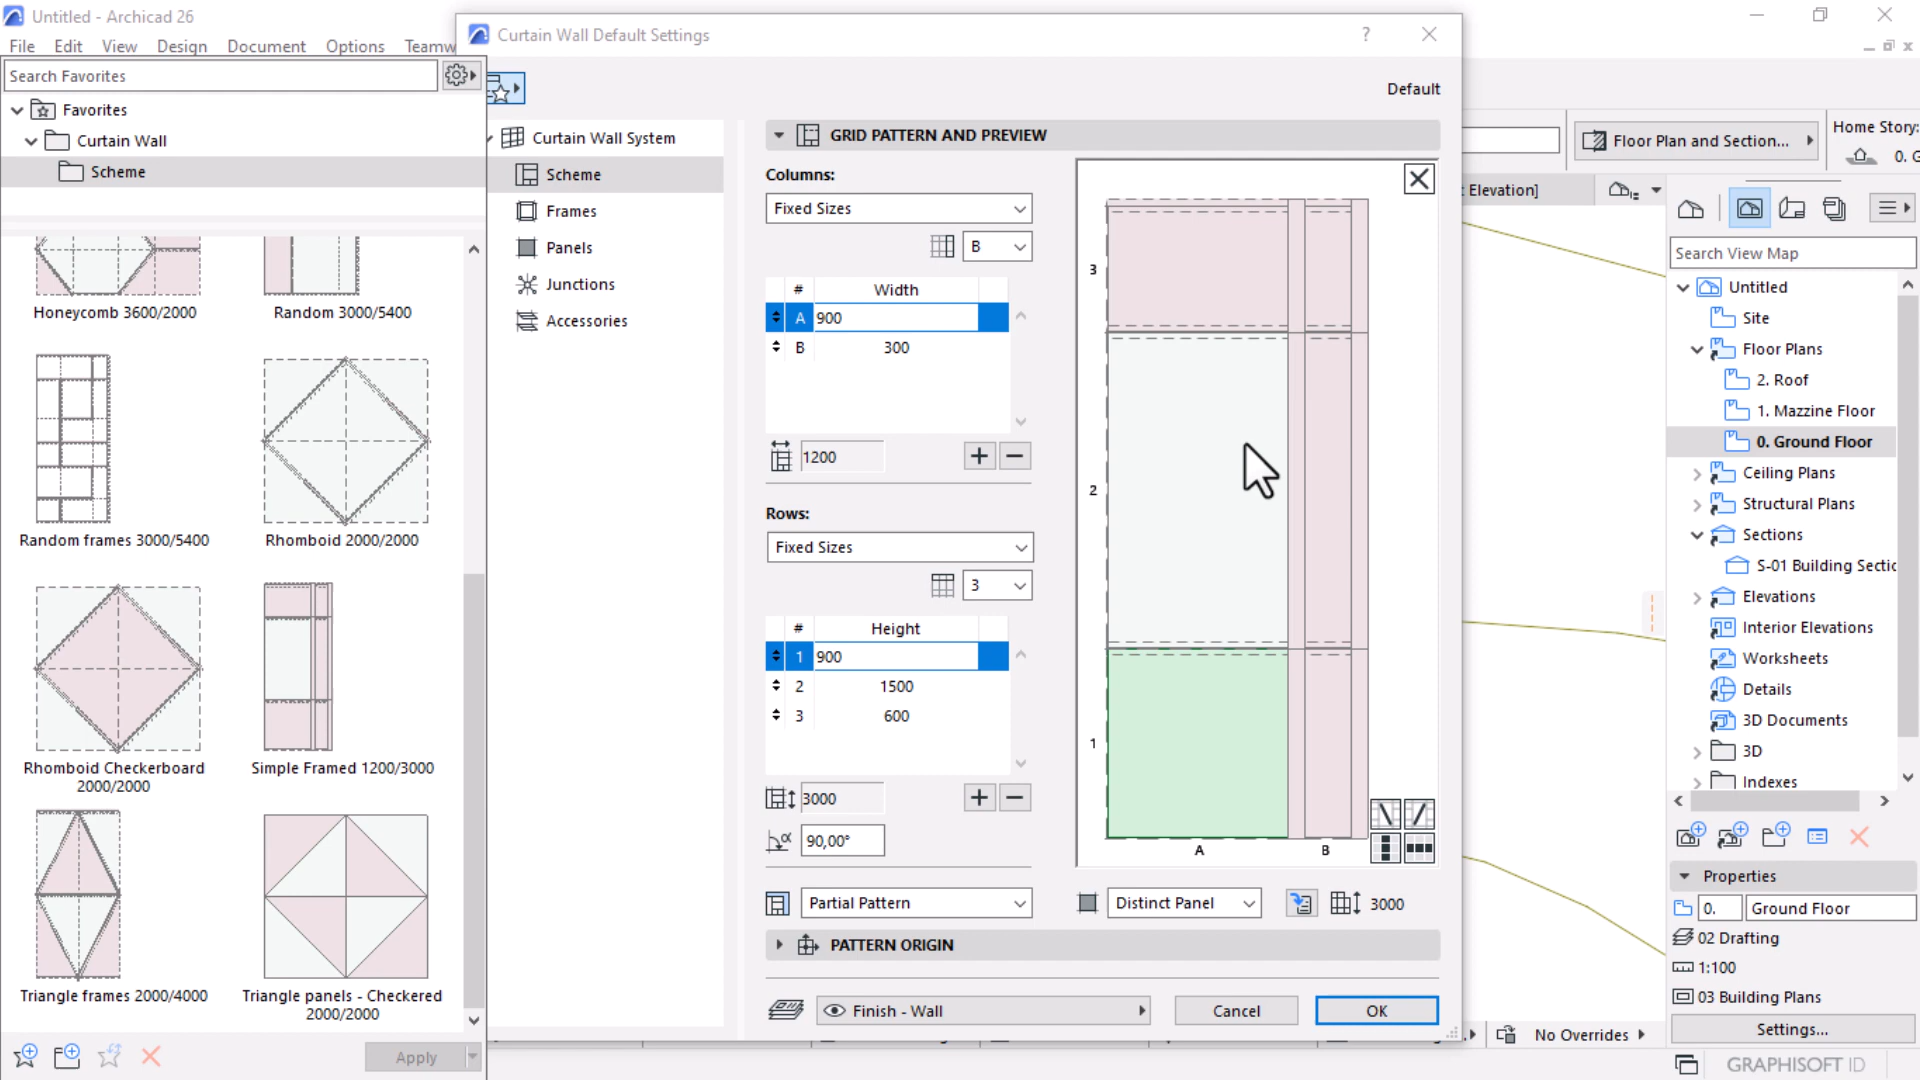 Untitled - Archicad 26
File Edit View Design Document Options Teamw
Search Favorites
Favorites
Curtain Wall
Scheme
Honeycomb 3600/2000
Random 3000/5400
Random frames 3000/5400
Rhomboid 2000/2000
Rhomboid Checkerboard
2000/2000
Simple Framed 1200/3000
Triangle frames 2000/4000
Triangle panels - Checkered
2000/2000
Apply
Curtain Wall Default Settings
?
Default
Curtain Wall System
Scheme
Frames
Panels
Junctions
Accessories
GRID PATTERN AND PREVIEW
Columns:
Fixed Sizes
B
# Width
A 900
B 300
1200
Rows:
Fixed Sizes
3
# Height
1 900
2 1500
3 600
3000
α 90,00°
Partial Pattern
3
2
1
A B
Distinct Panel
3000
PATTERN ORIGIN
Finish - Wall
Cancel
OK
Floor Plan and Section...
Home Story:
0. G
t Elevation]
Search View Map
Untitled
Site
Floor Plans
2. Roof
1. Mazzine Floor
0. Ground Floor
Ceiling Plans
Structural Plans
Sections
S-01 Building Sectic
Elevations
Interior Elevations
Worksheets
Details
3D Documents
3D
Indexes
Properties
0. Ground Floor
02 Drafting
1:100
03 Building Plans
Settings...
No Overrides
GRAPHISOFT ID